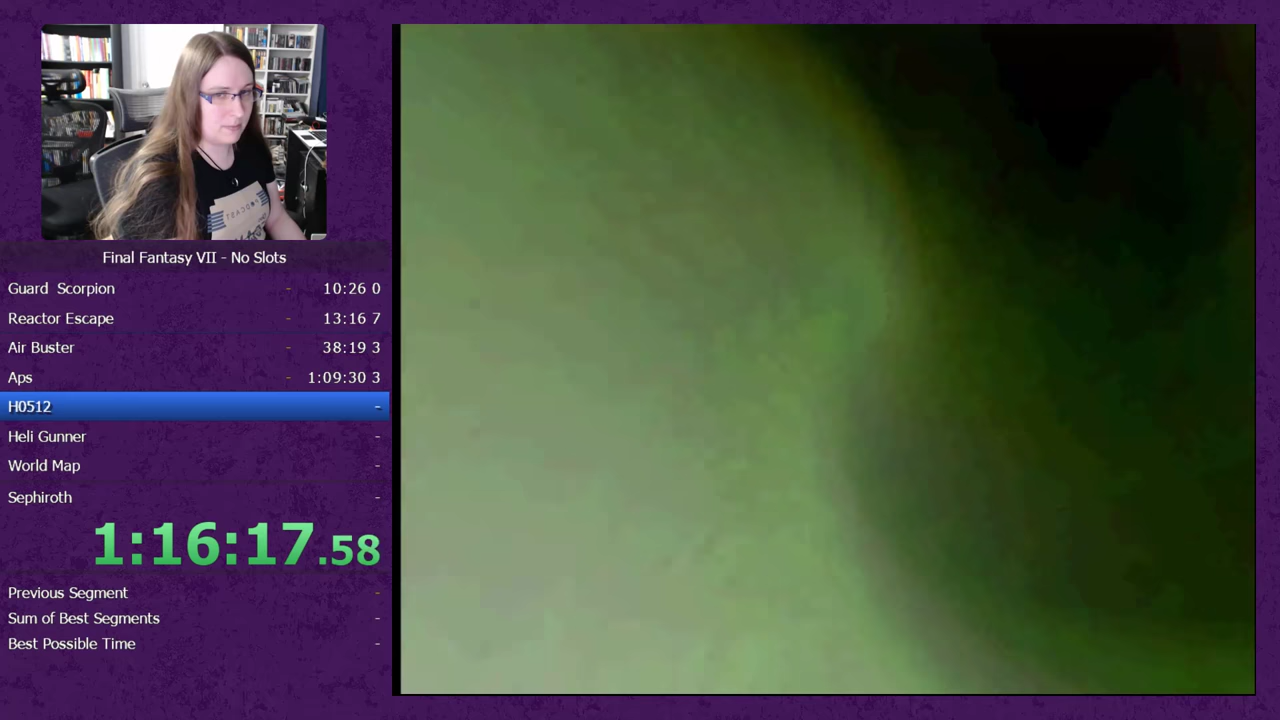 Final Fantasy VII - No Slots
Guard Scorpion - 10:26 0
Reactor Escape - 13:16 7
Air Buster - 38:19 3
Aps - 1:09:30 3
H0512 -
Heli Gunner -
World Map -
Sephiroth -
1:16:17.58
Previous Segment -
Sum of Best Segments -
Best Possible Time -